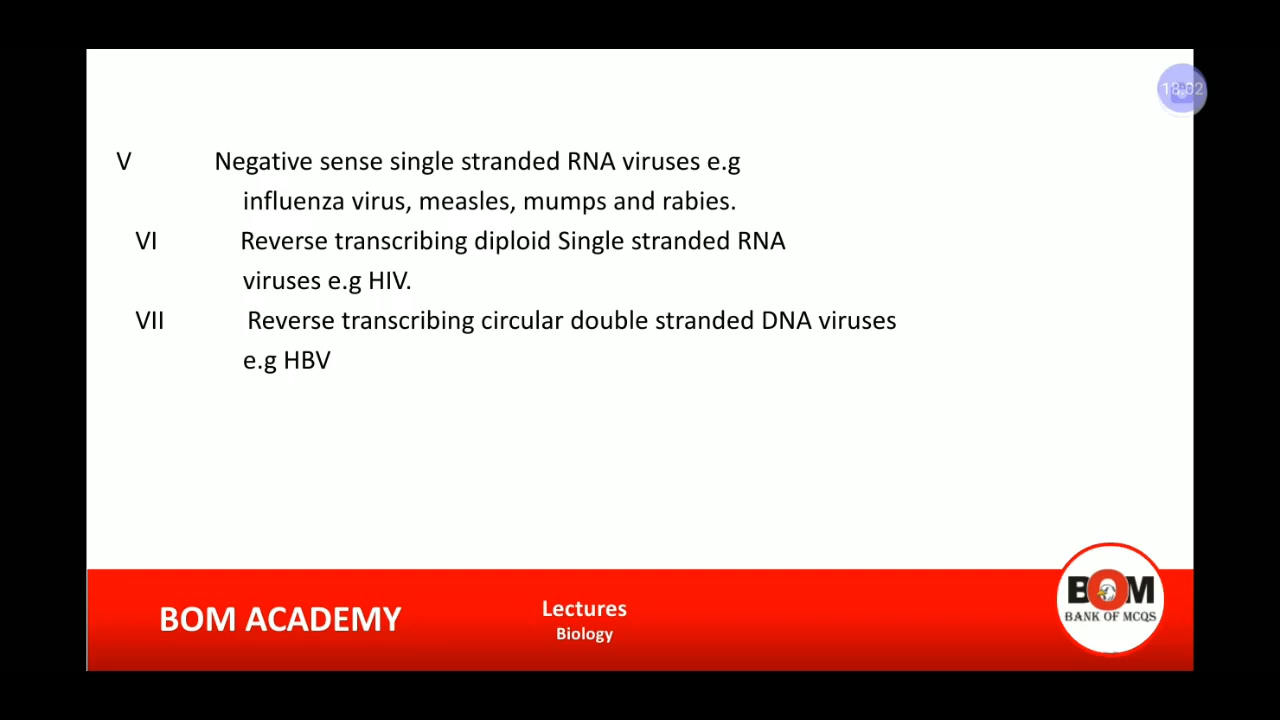 18:02
V Negative sense single stranded RNA viruses e.g
influenza virus, measles, mumps and rabies.
VI Reverse transcribing diploid Single stranded RNA
viruses e.g HIV.
VII Reverse transcribing circular double stranded DNA viruses
e.g HBV
BOM ACADEMY
Lectures
Biology
BOM
BANK OF MCQS